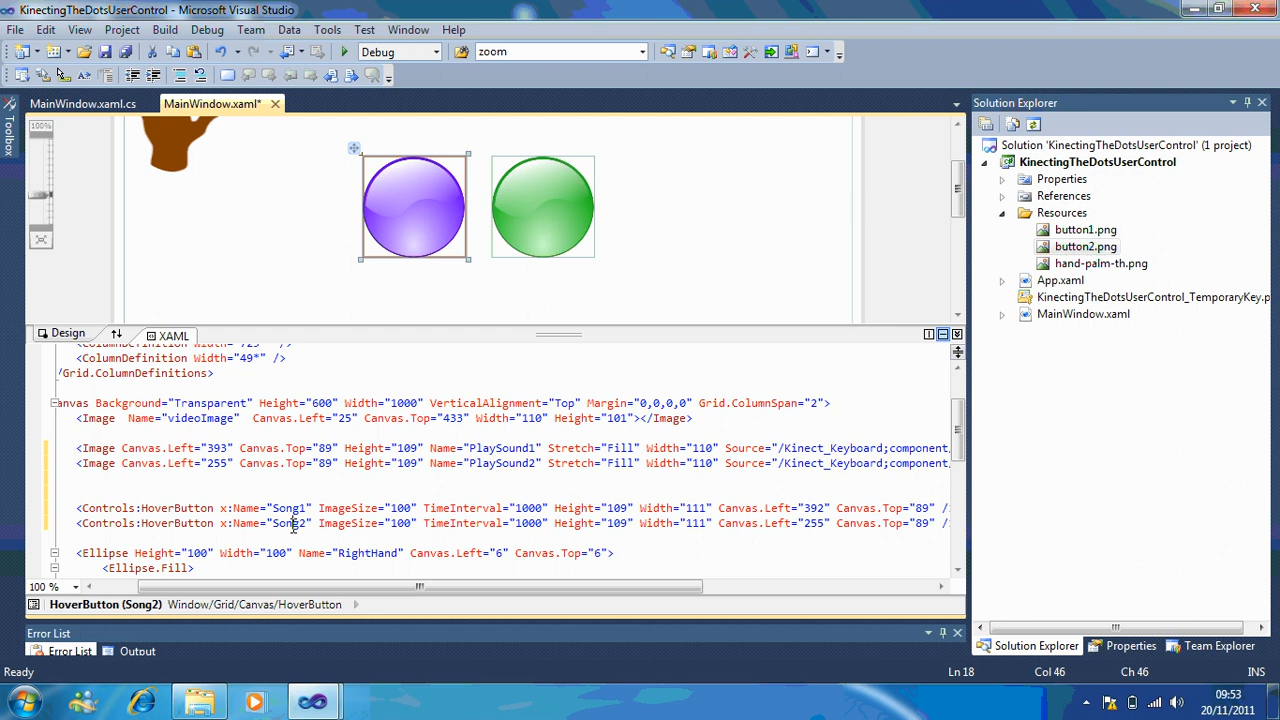 KinectingTheDotsUserControl - Microsoft Visual Studio
File Edit View Project Build Debug Team Data Tools Test Window Help
Debug zoom
MainWindow.xaml.cs MainWindow.xaml*
100%
Toolbox
Design XAML
<ColumnDefinition Width="49*" />
/Grid.ColumnDefinitions>
anvas Background="Transparent" Height="600" Width="1000" VerticalAlignment="Top" Margin="0,0,0,0" Grid.ColumnSpan="2">
<Image Name="videoImage" Canvas.Left="25" Canvas.Top="433" Width="110" Height="101"></Image>
<Image Canvas.Left="393" Canvas.Top="89" Height="109" Name="PlaySound1" Stretch="Fill" Width="110" Source="/Kinect_Keyboard;component
<Image Canvas.Left="255" Canvas.Top="89" Height="109" Name="PlaySound2" Stretch="Fill" Width="110" Source="/Kinect_Keyboard;component
<Controls:HoverButton x:Name="Song1" ImageSize="100" TimeInterval="1000" Height="109" Width="111" Canvas.Left="392" Canvas.Top="89" /
<Controls:HoverButton x:Name="Song2" ImageSize="100" TimeInterval="1000" Height="109" Width="111" Canvas.Left="255" Canvas.Top="89" /
<Ellipse Height="100" Width="100" Name="RightHand" Canvas.Left="6" Canvas.Top="6">
<Ellipse.Fill>
100 %
HoverButton (Song2) Window/Grid/Canvas/HoverButton
Error List
Error List Output
Solution Explorer
Solution 'KinectingTheDotsUserControl' (1 project)
KinectingTheDotsUserControl
Properties
References
Resources
button1.png
button2.png
hand-palm-th.png
App.xaml
KinectingTheDotsUserControl_TemporaryKey.p
MainWindow.xaml
Solution Explorer Properties Team Explorer
Ready Ln 18 Col 46 Ch 46 INS
09:53
20/11/2011